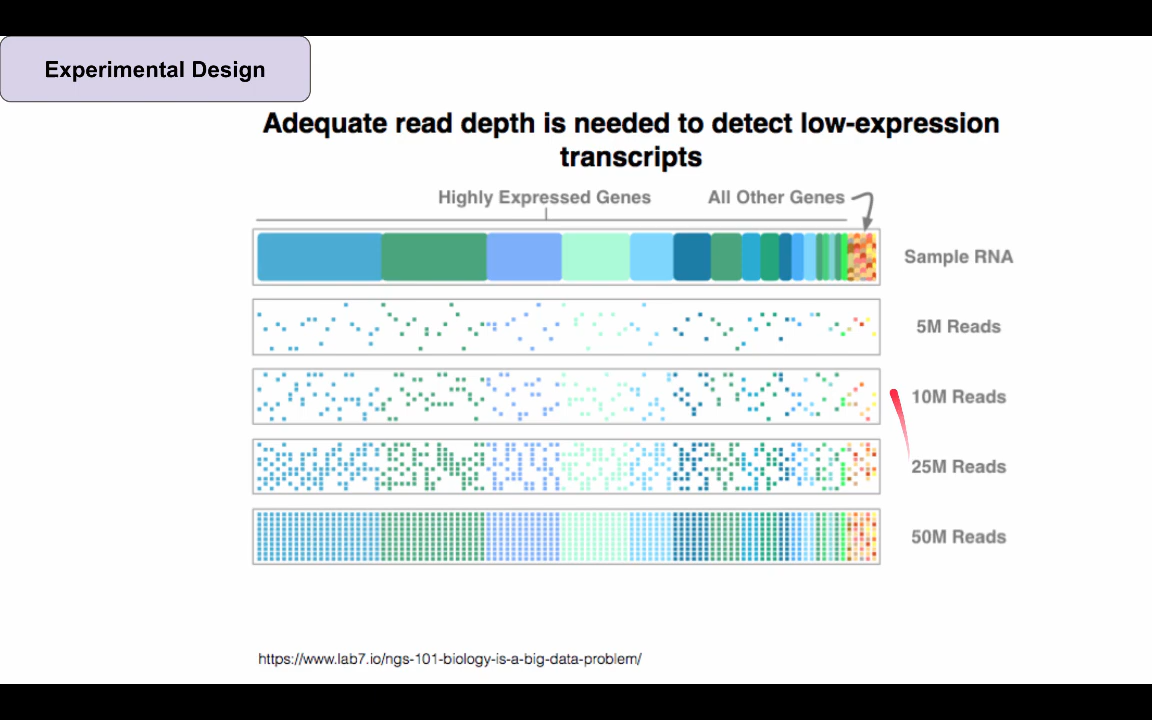 Experimental Design
Adequate read depth is needed to detect low-expression
transcripts
Highly Expressed Genes
All Other Genes
Sample RNA
5M Reads
10M Reads
25M Reads
50M Reads
https://www.lab7.io/ngs-101-biology-is-a-big-data-problem/